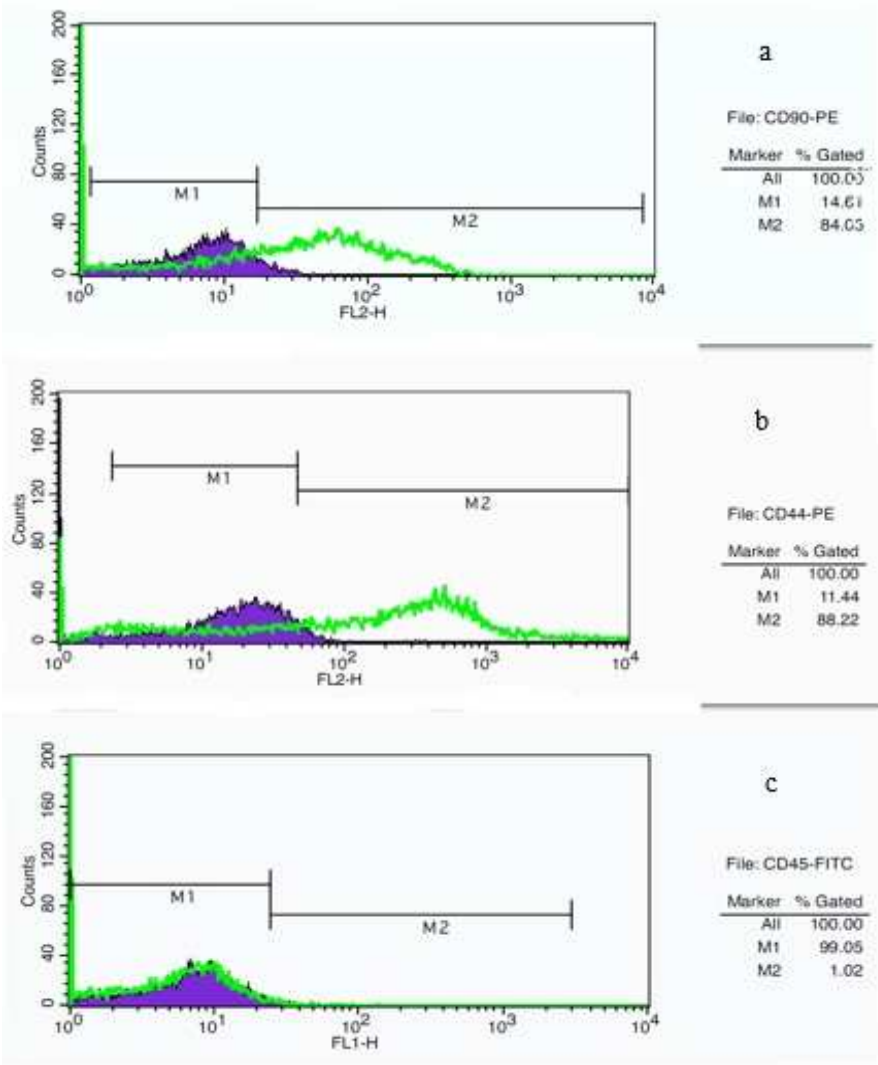 a
File: CD90-PE
Marker % Gated
All 100.00
M1 14.61
M2
200
160
120
80
40
0
Counts
M1
M2
10^0 10^1 10^2 10^3 10^4
FL2-H
b
File: CD44-PE
Marker % Gated
All 100.00
M1 11.44
M2 88.22
200
160
120
80
40
0
Counts
M1
M2
10^0 10^1 10^2 10^3 10^4
FL2-H
c
File: CD45-FITC
Marker % Gated
All 100.00
M1 99.05
M2 1.02
200
160
120
80
40
0
Counts
M1
M2
10^0 10^1 10^2 10^3 10^4
FL1-H